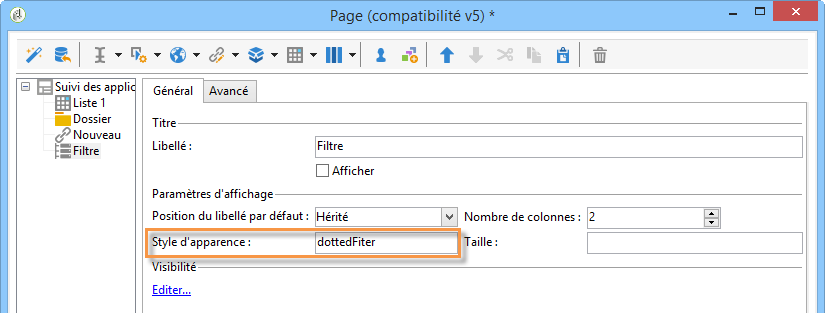 Page (compatibilité v5) *
Suivi des applic
Liste 1
Dossier
Nouveau
Filtre
Général Avancé
Titre
Libellé : Filtre
Afficher
Paramètres d'affichage
Position du libellé par défaut : Hérité Nombre de colonnes : 2
Style d'apparence : dottedFiter Taille :
Visibilité
Editer...